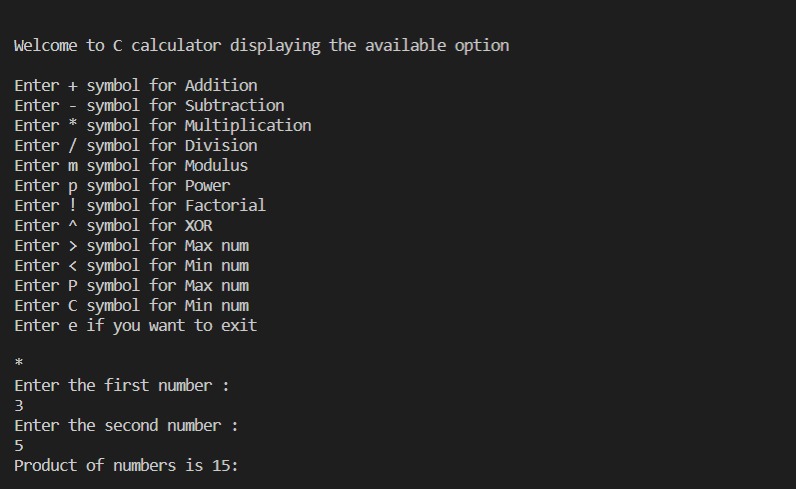 Welcome to C calculator displaying the available option
Enter + symbol for Addition
Enter - symbol for Subtraction
Enter * symbol for Multiplication
Enter / symbol for Division
Enter m symbol for Modulus
Enter p symbol for Power
Enter ! symbol for Factorial
Enter ^ symbol for XOR
Enter > symbol for Max num
Enter < symbol for Min num
Enter P symbol for Max num
Enter C symbol for Min num
Enter e if you want to exit
*
Enter the first number :
3
Enter the second number :
5
Product of numbers is 15: